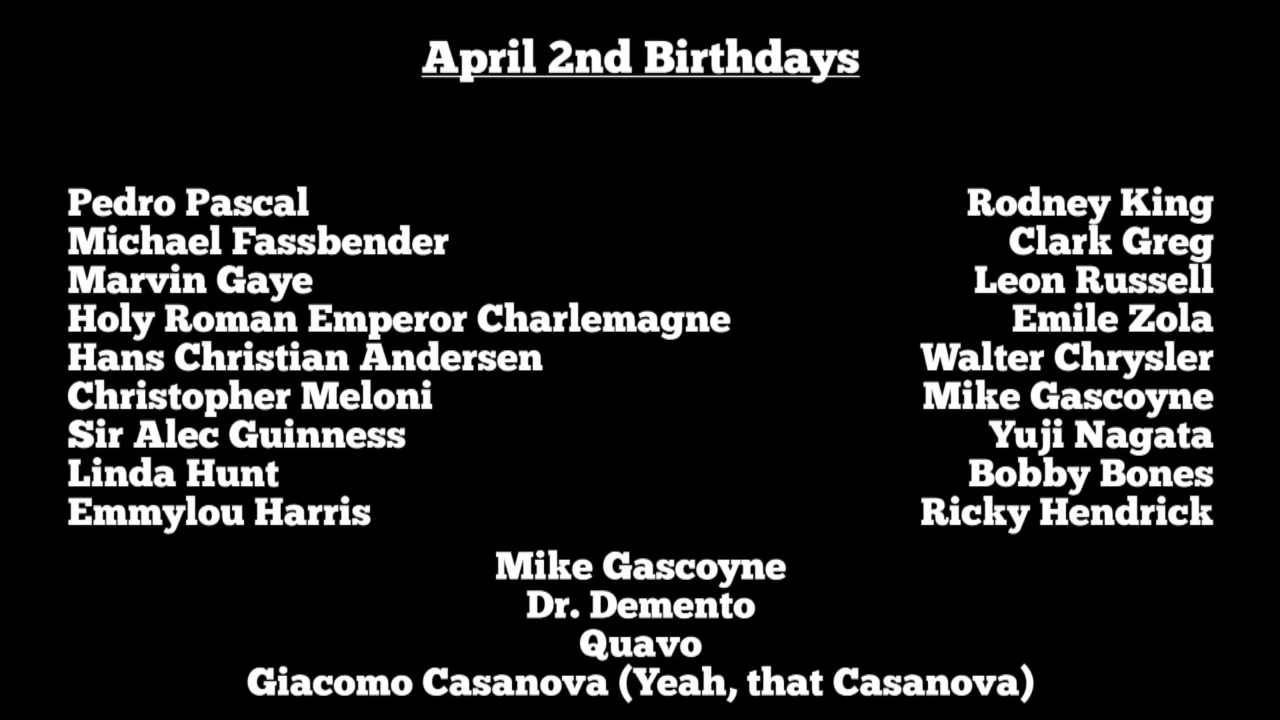 April 2nd Birthdays
Pedro Pascal
Michael Fassbender
Marvin Gaye
Holy Roman Emperor Charlemagne
Hans Christian Andersen
Christopher Meloni
Sir Alec Guinness
Linda Hunt
Emmylou Harris
Rodney King
Clark Greg
Leon Russell
Emile Zola
Walter Chrysler
Mike Gascoyne
Yuji Nagata
Bobby Bones
Ricky Hendrick
Mike Gascoyne
Dr. Demento
Quavo
Giacomo Casanova (Yeah, that Casanova)